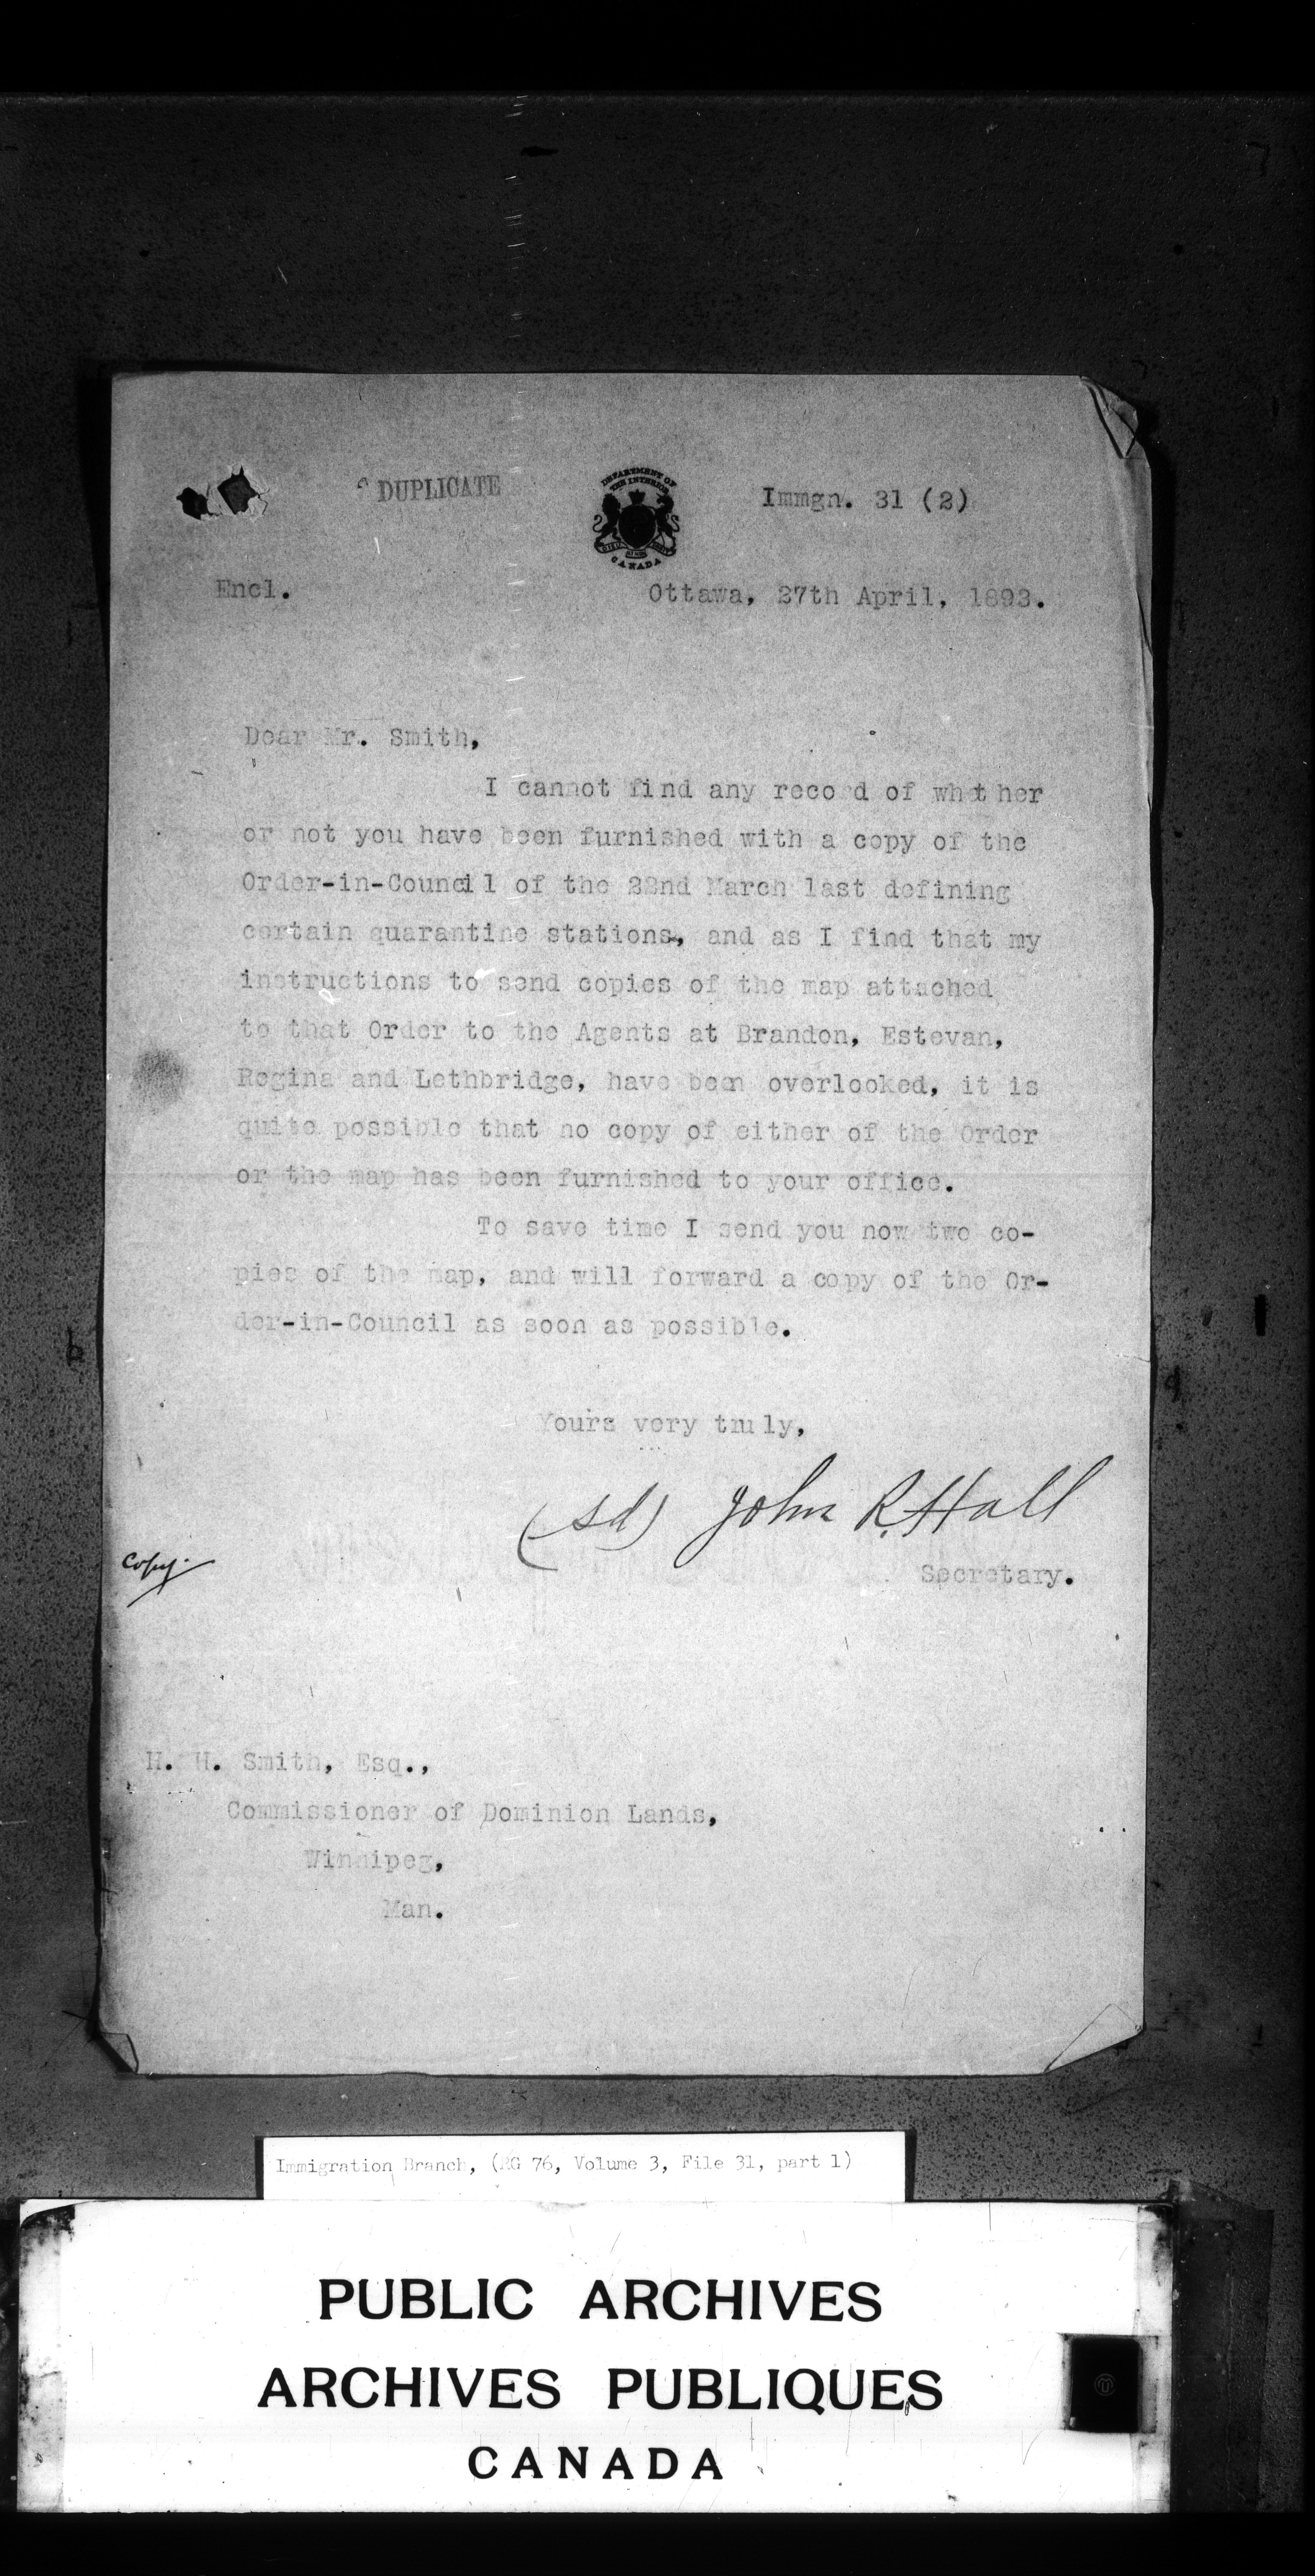 DUPLICATE
DEPARTMENT OF
THE INTERIOR
CANADA
Immgn. 31 (2)
Encl.
Ottawa, 27th April, 1893.
Dear Mr. Smith,
I cannot find any record of whether
or not you have been furnished with a copy of the
Order-in-Council of the 22nd March last defining
certain quarantine stations, and as I find that my
instructions to send copies of the map attached
to that Order to the Agents at Brandon, Estevan,
Regina and Lethbridge, have been overlooked, it is
quite possible that no copy of either of the Order
or the map has been furnished to your office.
To save time I send you now two co-
pies of the map, and will forward a copy of the Or-
der-in-Council as soon as possible.
Yours very truly,
(sd) John R. Hall
Copy.
Secretary.
H. H. Smith, Esq.,
Commissioner of Dominion Lands,
Winnipeg,
Man.
Immigration Branch, (RG 76, Volume 3, File 31, part 1)
PUBLIC ARCHIVES
ARCHIVES PUBLIQUES
CANADA